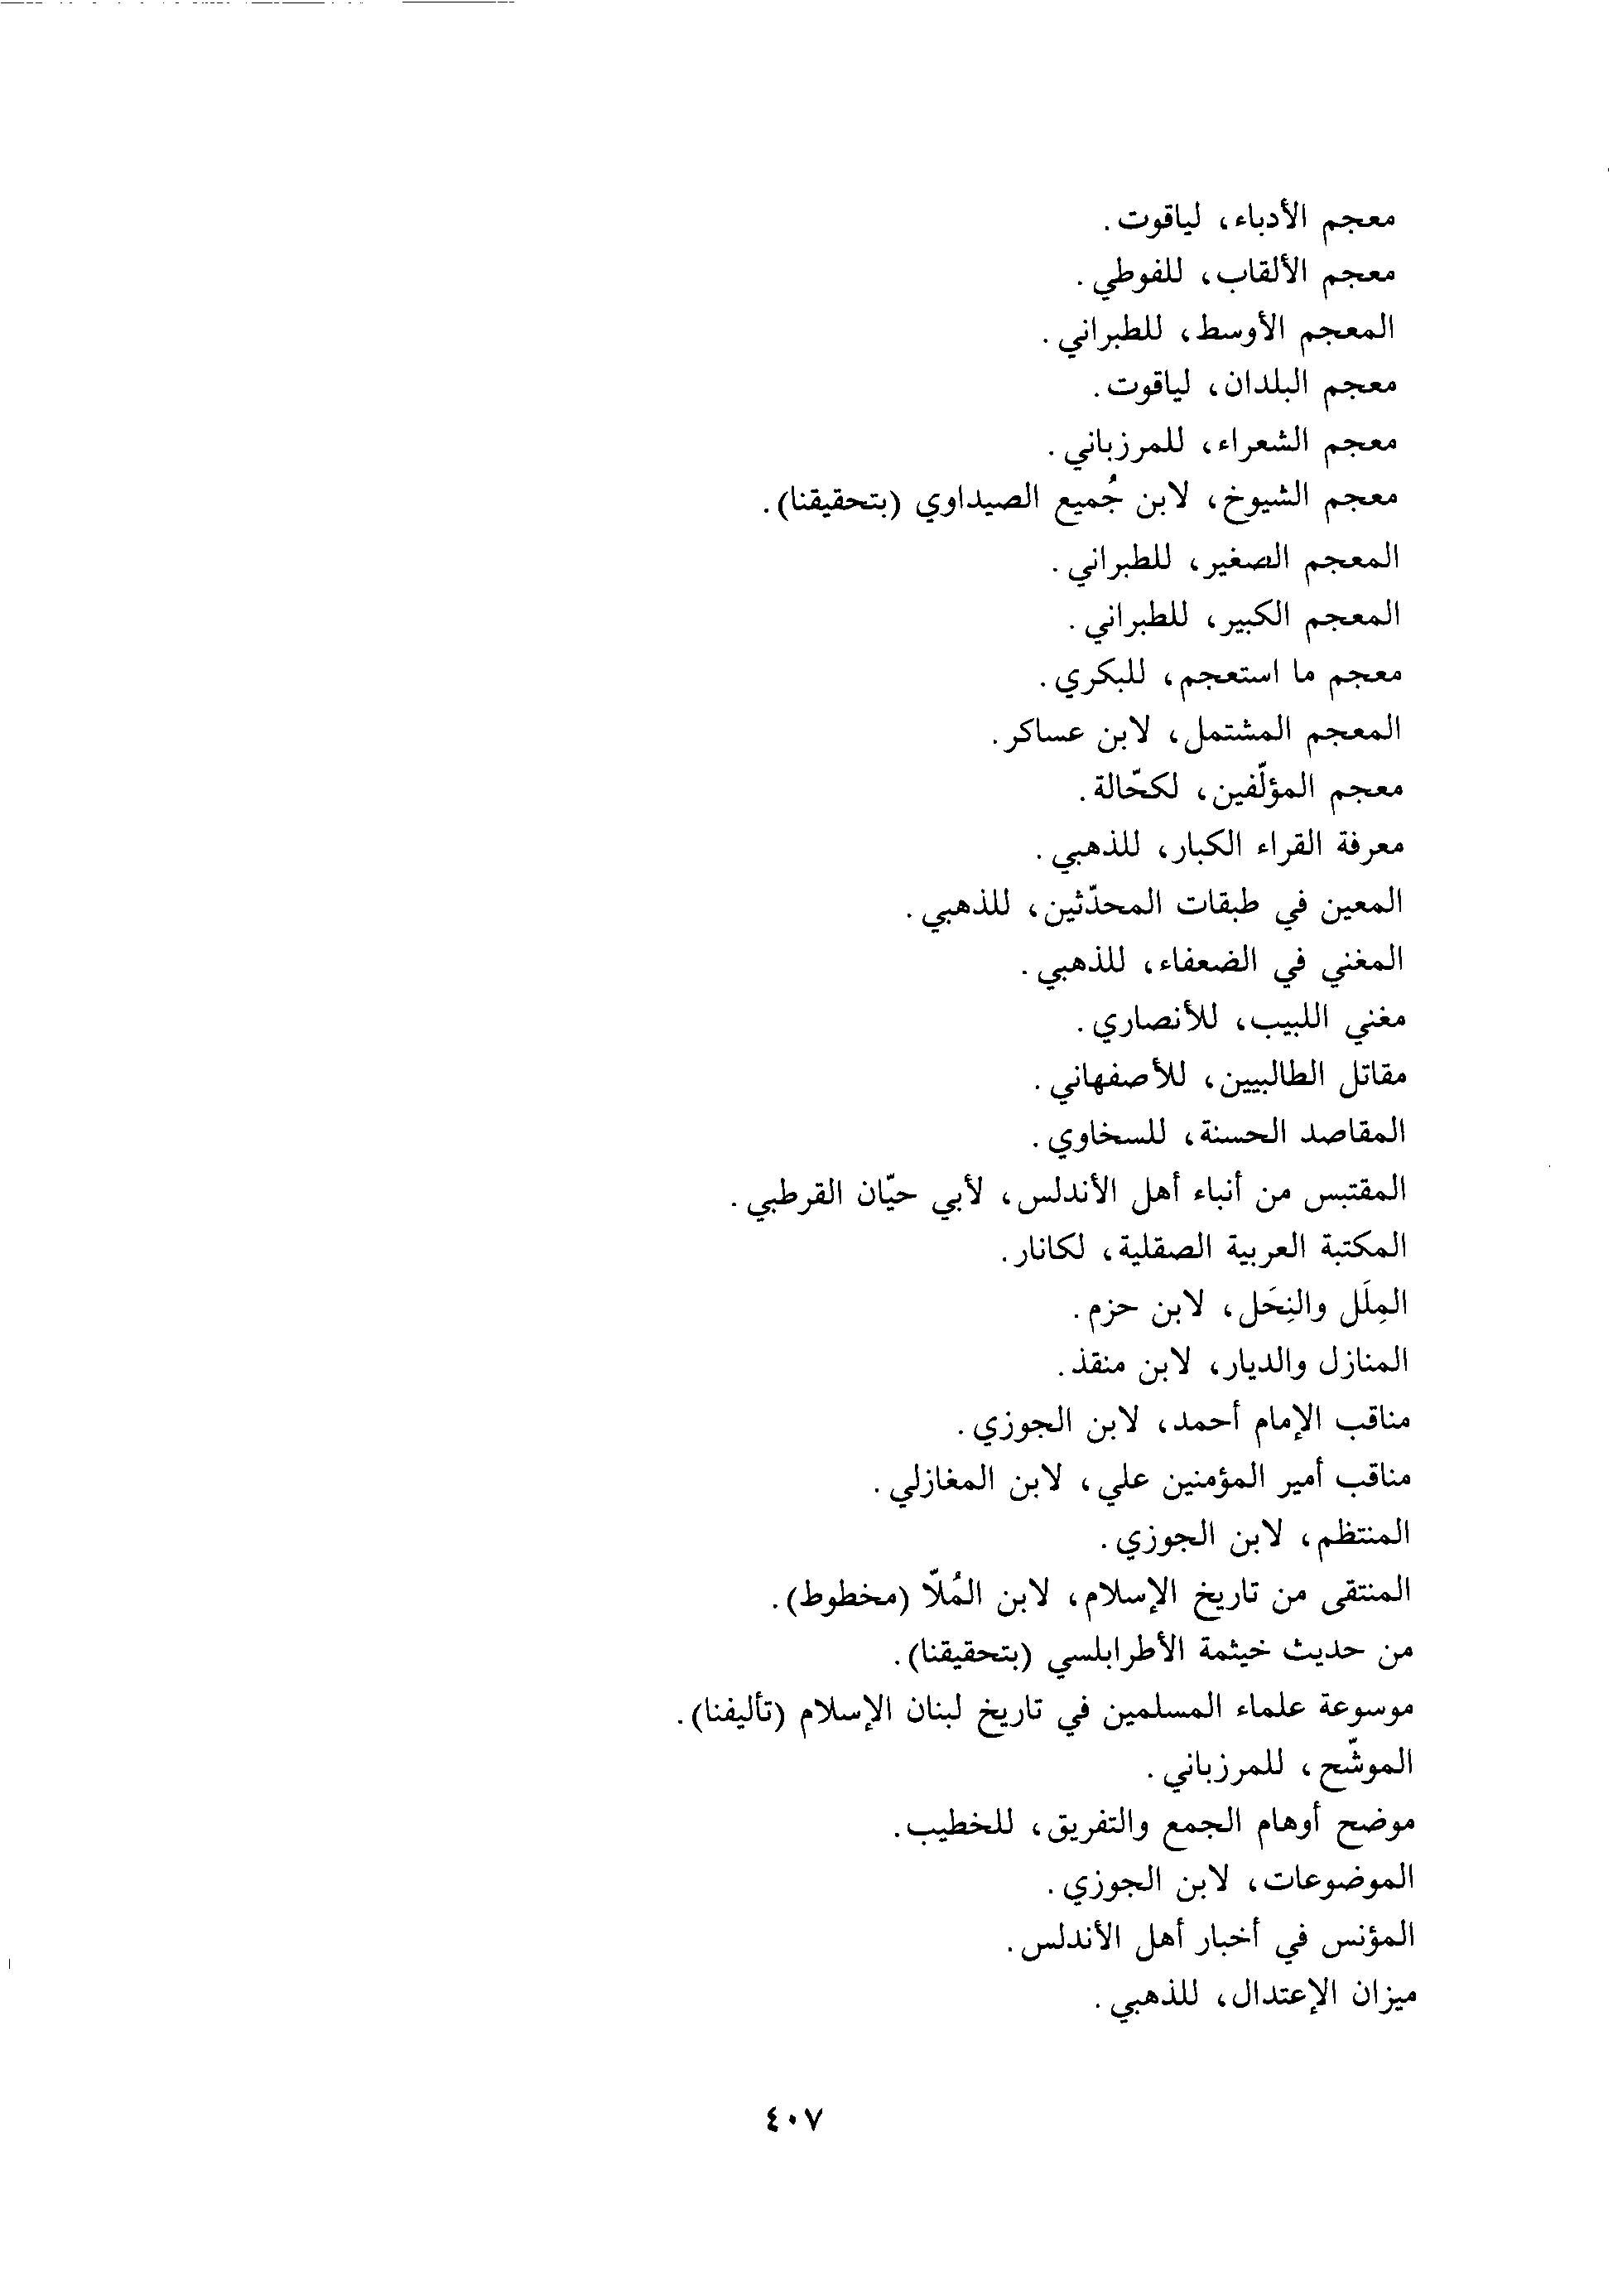 معجم الأدباء، لياقوت.
معجم الألقاب، للفوطي.
المعجم الأوسط، للطبراني.
معجم البلدان، لياقوت.
معجم الشعراء، للمرزباني.
معجم الشيوخ، لابن جُميع الصيداوي (بتحقيقنا).
المعجم الصغير، للطبراني.
المعجم الكبير، للطبراني.
معجم ما استعجم، للبكري.
المعجم المشتمل، لابن عساكر.
معجم المؤلّفين، لكحّالة.
معرفة القراء الكبار، للذهبي.
المعين في طبقات المحدّثين، للذهبي.
المغني في الضعفاء، للذهبي.
مغني اللبيب، للأنصاري.
مقاتل الطالبيين، للأصفهاني.
المقاصد الحسنة، للسخاوي.
المقتبس من أنباء أهل الأندلس، لأبي حيّان القرطبي.
المكتبة العربية الصقلية، لكانار.
المِلَل والنِحَل، لابن حزم.
المنازل والديار، لابن منقذ.
مناقب الإمام أحمد، لابن الجوزي.
مناقب أمير المؤمنين علي، لابن المغازلي.
المنتظم، لابن الجوزي.
المنتقى من تاريخ الإسلام، لابن المُلّا (مخطوط).
من حديث خيثمة الأطرابلسي (بتحقيقنا).
موسوعة علماء المسلمين في تاريخ لبنان الإسلام (تأليفنا).
الموشّح، للمرزباني.
موضح أوهام الجمع والتفريق، للخطيب.
الموضوعات، لابن الجوزي.
المؤنس في أخبار أهل الأندلس.
ميزان الإعتدال، للذهبي.
٤٠٧